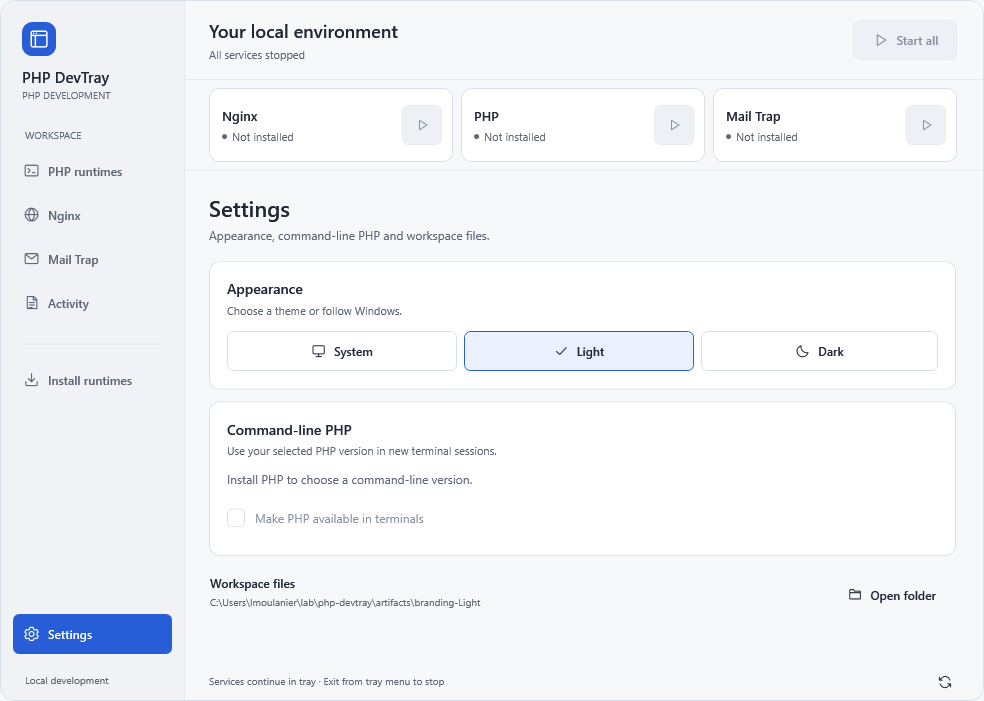 PHP DevTray
PHP DEVELOPMENT
WORKSPACE
PHP runtimes
Nginx
Mail Trap
Activity
Install runtimes
Settings
Local development
Your local environment
All services stopped
Start all
Nginx
Not installed
PHP
Not installed
Mail Trap
Not installed
Settings
Appearance, command-line PHP and workspace files.
Appearance
Choose a theme or follow Windows.
System
Light
Dark
Command-line PHP
Use your selected PHP version in new terminal sessions.
Install PHP to choose a command-line version.
Make PHP available in terminals
Workspace files
C:\Users\lmoulanier\lab\php-devtray\artifacts\branding-Light
Open folder
Services continue in tray · Exit from tray menu to stop